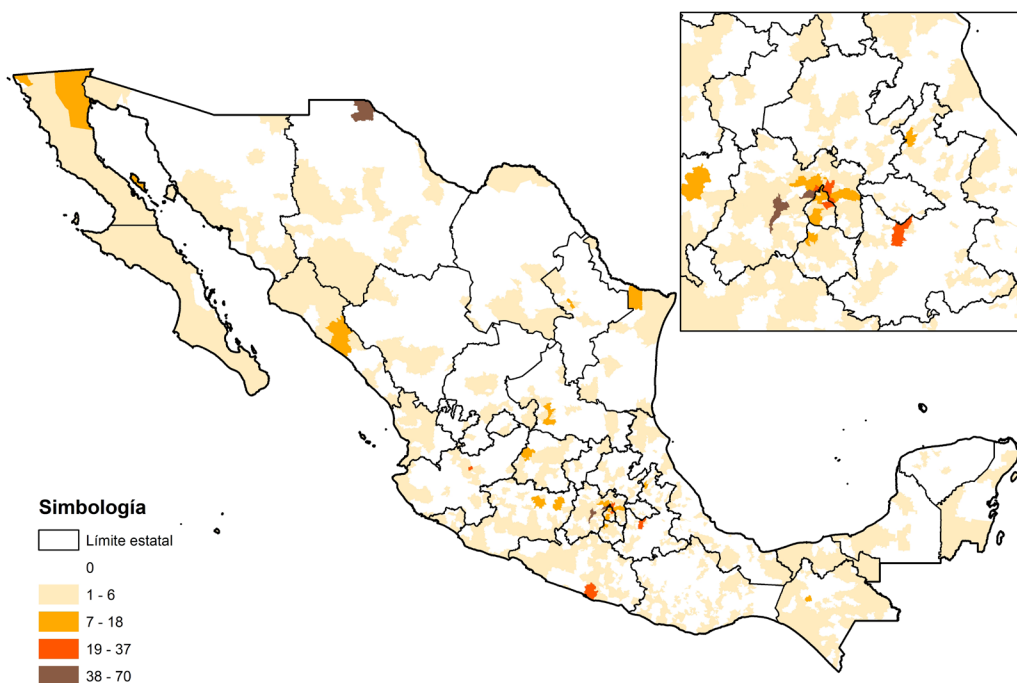 Simbología
Límite estatal
0
1 - 6
7 - 18
19 - 37
38 - 70